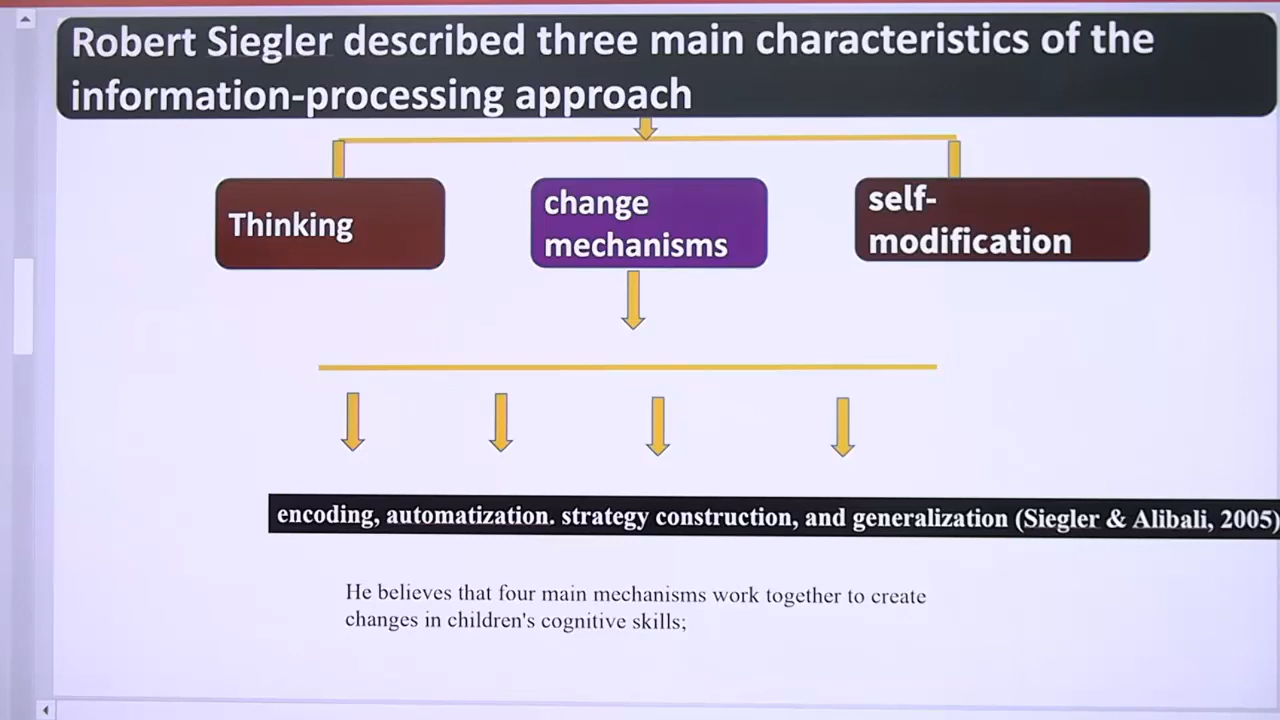 Robert Siegler described three main characteristics of the
information-processing approach
Thinking
change
mechanisms
self-
modification
encoding, automatization. strategy construction, and generalization (Siegler & Alibali, 2005)
He believes that four main mechanisms work together to create
changes in children's cognitive skills;